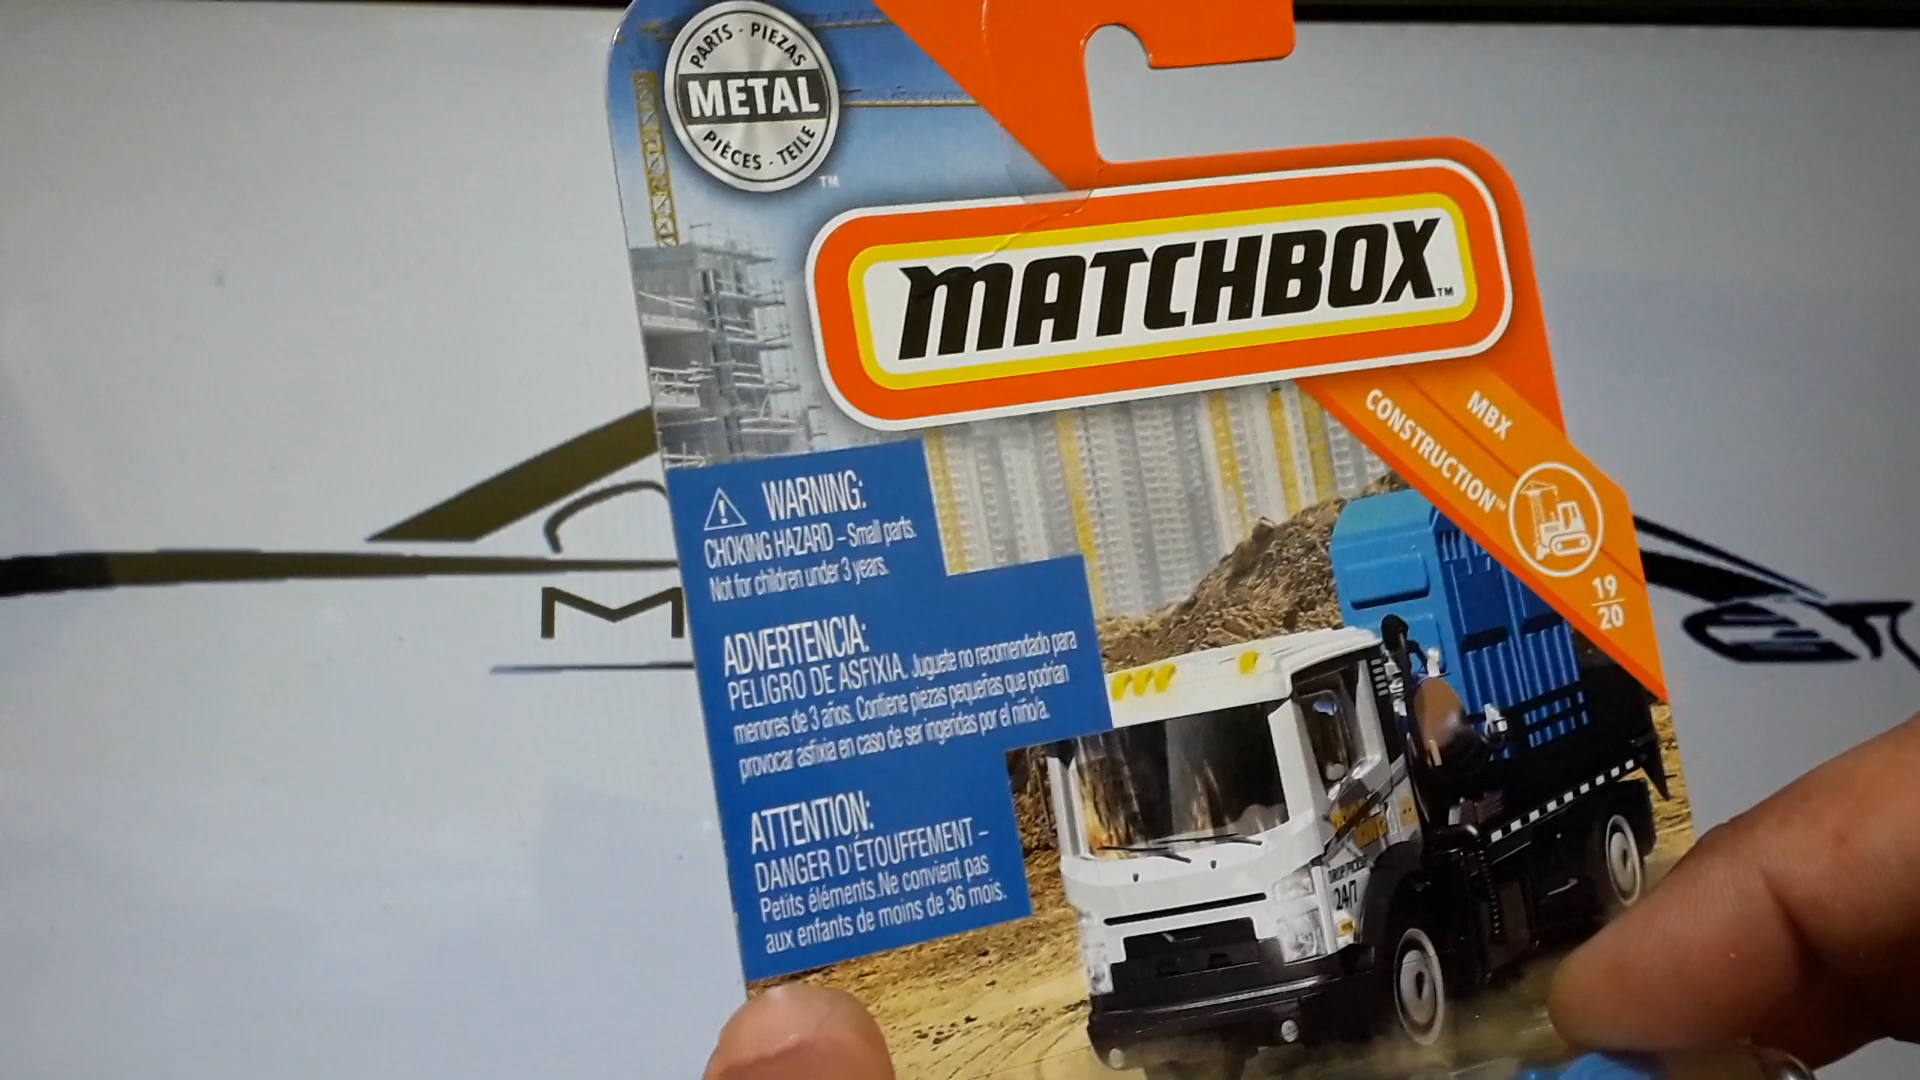 PARTS - PIEZAS
METAL
PIÈCES - TEILE
TM
MATCHBOX™
MBX
CONSTRUCTION™
19
20
WARNING:
CHOKING HAZARD – Small parts.
Not for children under 3 years.
ADVERTENCIA:
PELIGRO DE ASFIXIA. Juguete no recomendado para
menores de 3 años. Contiene piezas pequeñas que podrían
provocar asfixia en caso de ser ingeridas por el niño/a.
ATTENTION:
DANGER D'ÉTOUFFEMENT –
Petits éléments.Ne convient pas
aux enfants de moins de 36 mois.
24/7
M